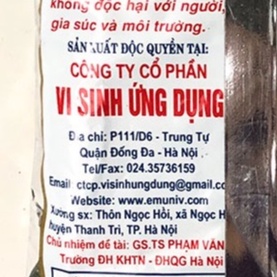 không độc hại với người,
gia súc và môi trường.
SẢN XUẤT ĐỘC QUYỀN TẠI:
CÔNG TY CỔ PHẦN
VI SINH ỨNG DỤNG
Địa chỉ: P111/D6 - Trung Tự
Quận Đống Đa - Hà Nội
Tel/Fax: 024.35736159
Email: ctcp.visinhungdung@gmail.co
Website: www.emuniv.com
Xưởng sx: Thôn Ngọc Hồi, xã Ngọc H
huyện Thanh Trì, TP. Hà Nội
Chủ nhiệm đề tài: GS.TS PHẠM VĂN
Trường ĐH KHTN - ĐHQG Hà Nội